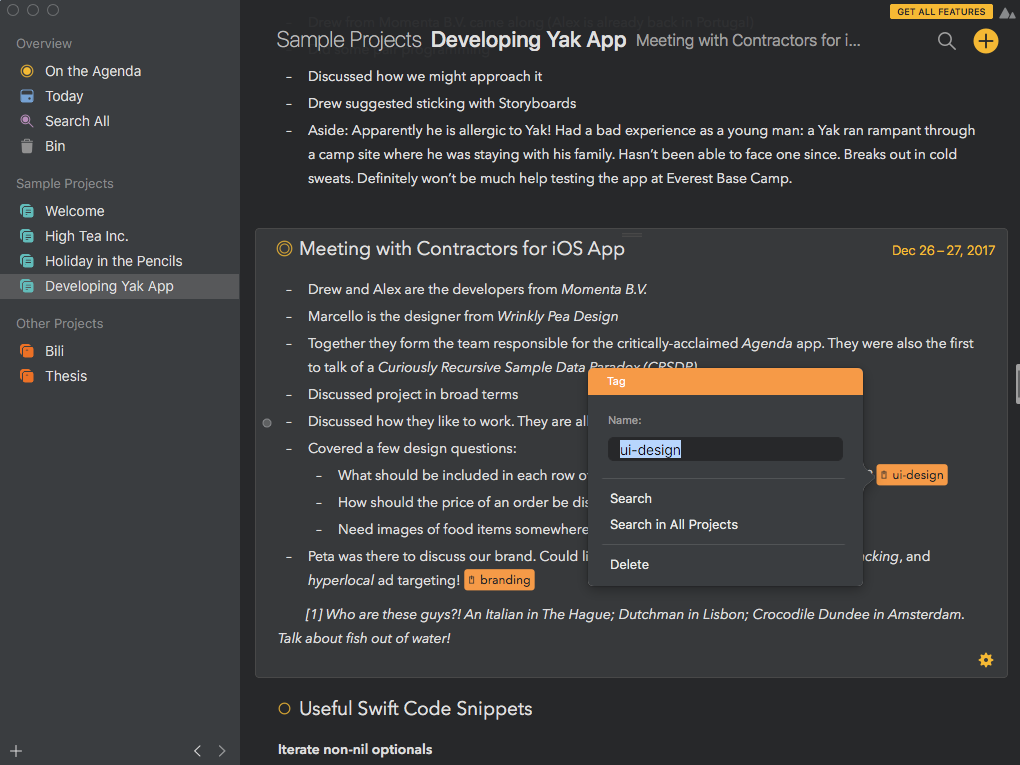 Overview
On the Agenda
Today
Search All
Bin
Sample Projects
Welcome
High Tea Inc.
Holiday in the Pencils
Developing Yak App
Other Projects
Bili
Thesis
GET ALL FEATURES
Drew from Momenta B.V. came along (Alex is already back in Portugal)
Sample Projects Developing Yak App Meeting with Contractors for i...
- Discussed how we might approach it
- Drew suggested sticking with Storyboards
- Aside: Apparently he is allergic to Yak! Had a bad experience as a young man: a Yak ran rampant through
a camp site where he was staying with his family. Hasn’t been able to face one since. Breaks out in cold
sweats. Definitely won’t be much help testing the app at Everest Base Camp.
Meeting with Contractors for iOS App
Dec 26 – 27, 2017
- Drew and Alex are the developers from Momenta B.V.
- Marcello is the designer from Wrinkly Pea Design
- Together they form the team responsible for the critically-acclaimed Agenda app. They were also the first
to talk of a Curiously Recursive Sample Data Paradox (CRSDP)
- Discussed project in broad terms
- Discussed how they like to work. They are all
- Covered a few design questions:
- What should be included in each row of
ui-design
- How should the price of an order be dis
- Need images of food items somewhere
- Peta was there to discuss our brand. Could li
cking, and
hyperlocal ad targeting! branding
[1] Who are these guys?! An Italian in The Hague; Dutchman in Lisbon; Crocodile Dundee in Amsterdam.
Talk about fish out of water!
Tag
Name:
ui-design
Search
Search in All Projects
Delete
Useful Swift Code Snippets
Iterate non-nil optionals